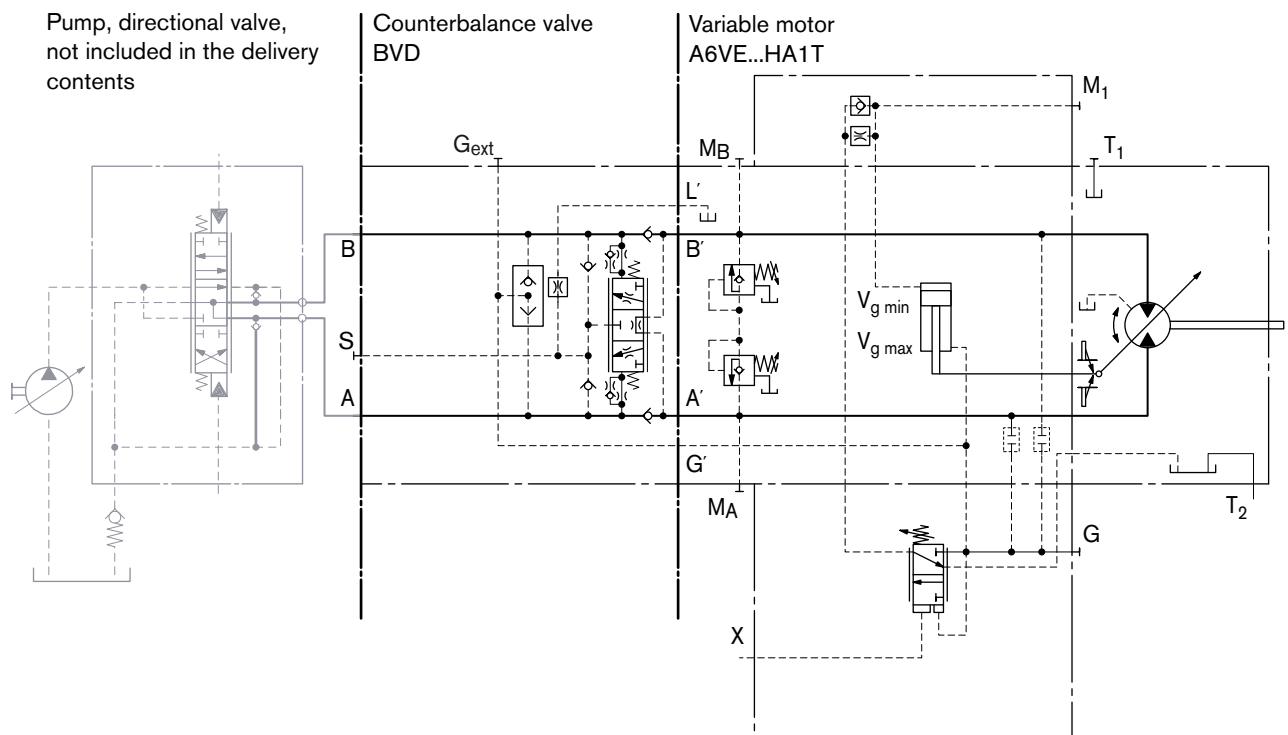 Pump, directional valve,
not included in the delivery
contents
Counterbalance valve
BVD
Variable motor
A6VE...HA1T
M1
Gext
MB
T1
L′
B
B′
Vg min
Vg max
S
A
A′
G′
MA
T2
G
X